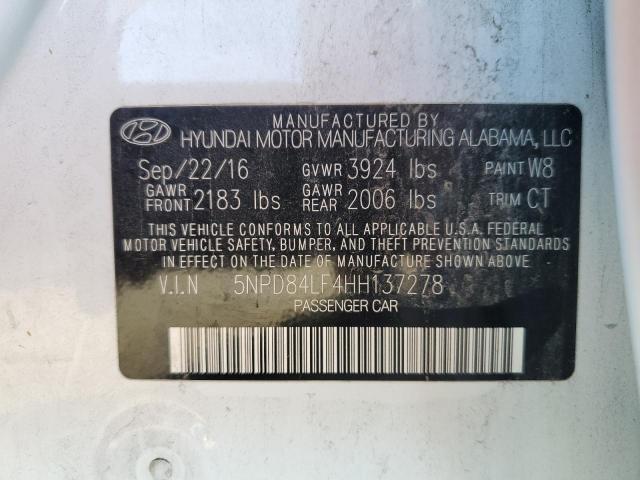 MANUFACTURED BY
HYUNDAI MOTOR MANUFACTURING ALABAMA, LLC
Sep/22/16 GVWR 3924 lbs PAINT W8
GAWR FRONT 2183 lbs GAWR REAR 2006 lbs TRIM CT
THIS VEHICLE CONFORMS TO ALL APPLICABLE U.S.A. FEDERAL
MOTOR VEHICLE SAFETY, BUMPER, AND THEFT PREVENTION STANDARDS
IN EFFECT ON THE DATE OF MANUFACTURE SHOWN ABOVE.
V.I.N 5NPD84LF4HH137278
PASSENGER CAR